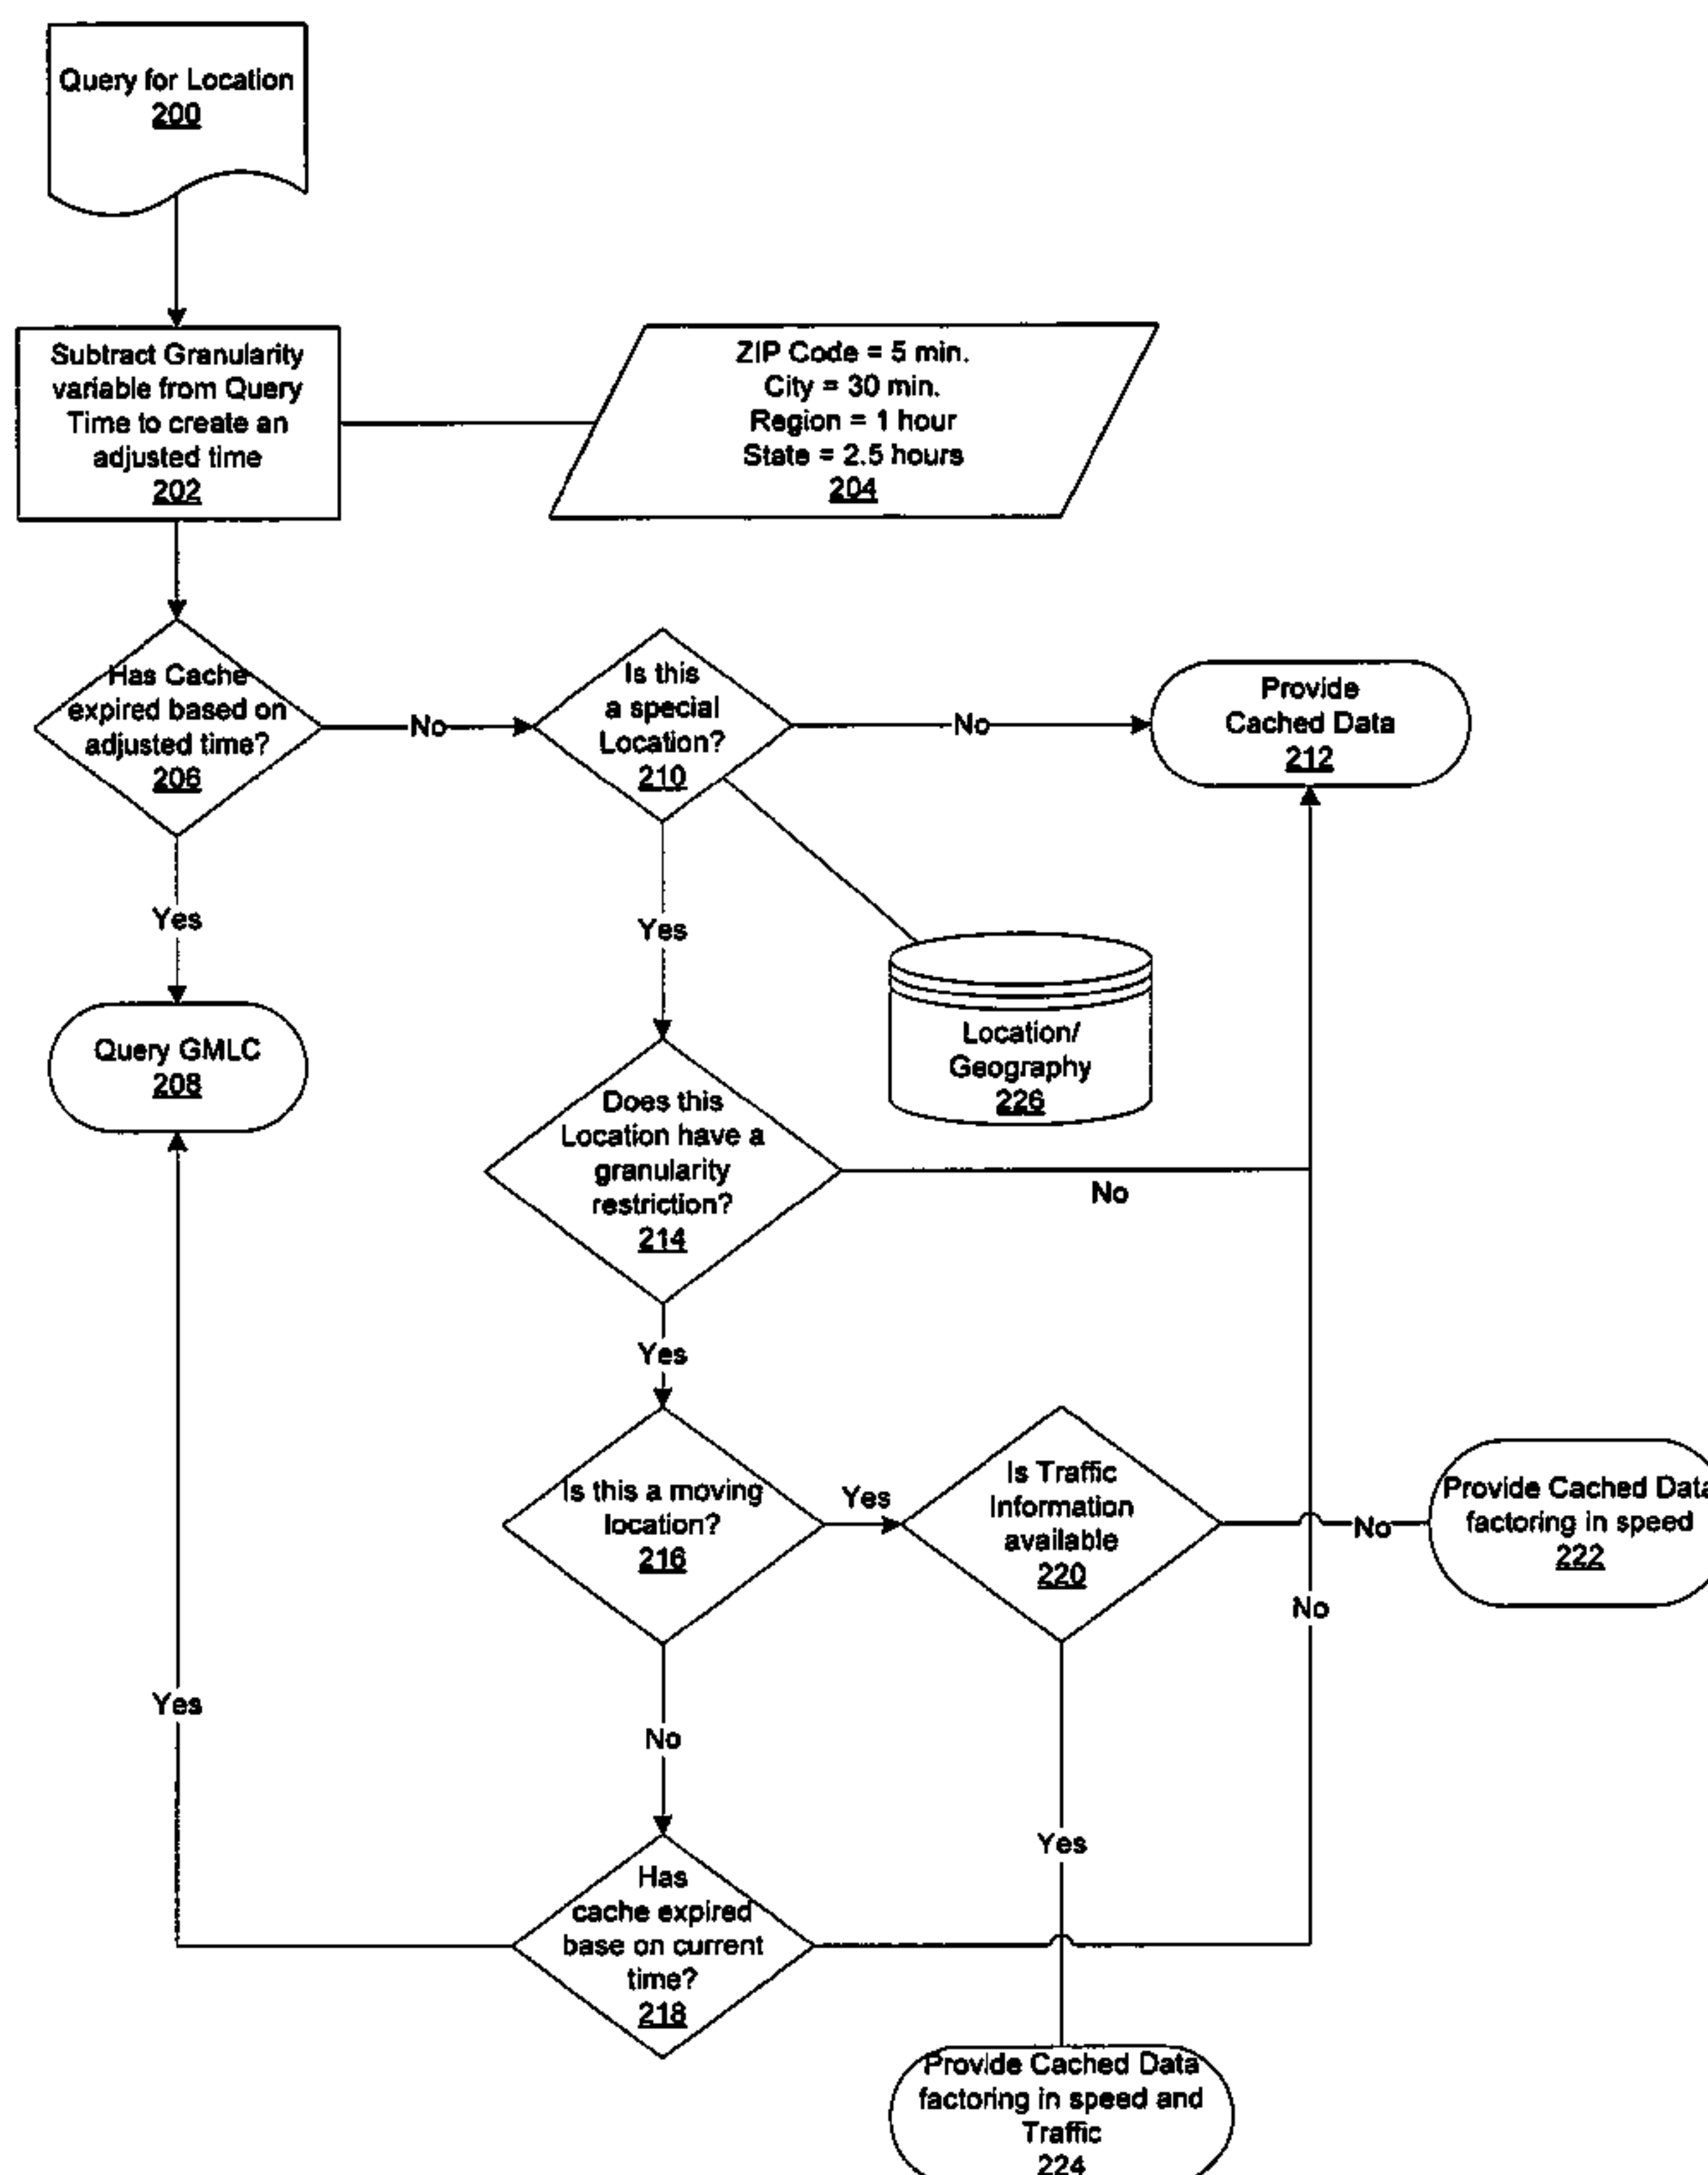 Query for Location
200
Subtract Granularity
variable from Query
Time to create an
adjusted time
202
ZIP Code = 5 min.
City = 30 min.
Region = 1 hour
State = 2.5 hours
204
Has Cache
expired based on
adjusted time?
206
No
Is this
a special
Location?
210
No
Provide
Cached Data
212
Yes
Yes
Query GMLC
208
Location/
Geography
226
Does this
Location have a
granularity
restriction?
214
No
Yes
Is this a moving
location?
216
Yes
Is Traffic
Information
available
220
No
Provide Cached Data
factoring in speed
222
No
Yes
No
Yes
Has
cache expired
base on current
time?
218
Provide Cached Data
factoring in speed and
Traffic
224